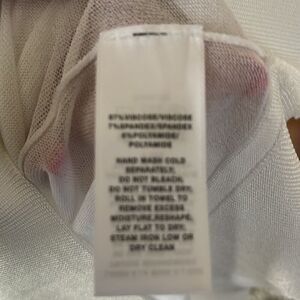 87%VISCOSE/VISCOSE
7%SPANDEX/SPANDEX
6%POLYAMIDE/
POLYAMIDE
HAND WASH COLD
SEPARATELY,
DO NOT BLEACH,
DO NOT TUMBLE DRY,
ROLL IN TOWEL TO
REMOVE EXCESS
MOISTURE,RESHAPE,
LAY FLAT TO DRY,
STEAM IRON LOW OR
DRY CLEAN